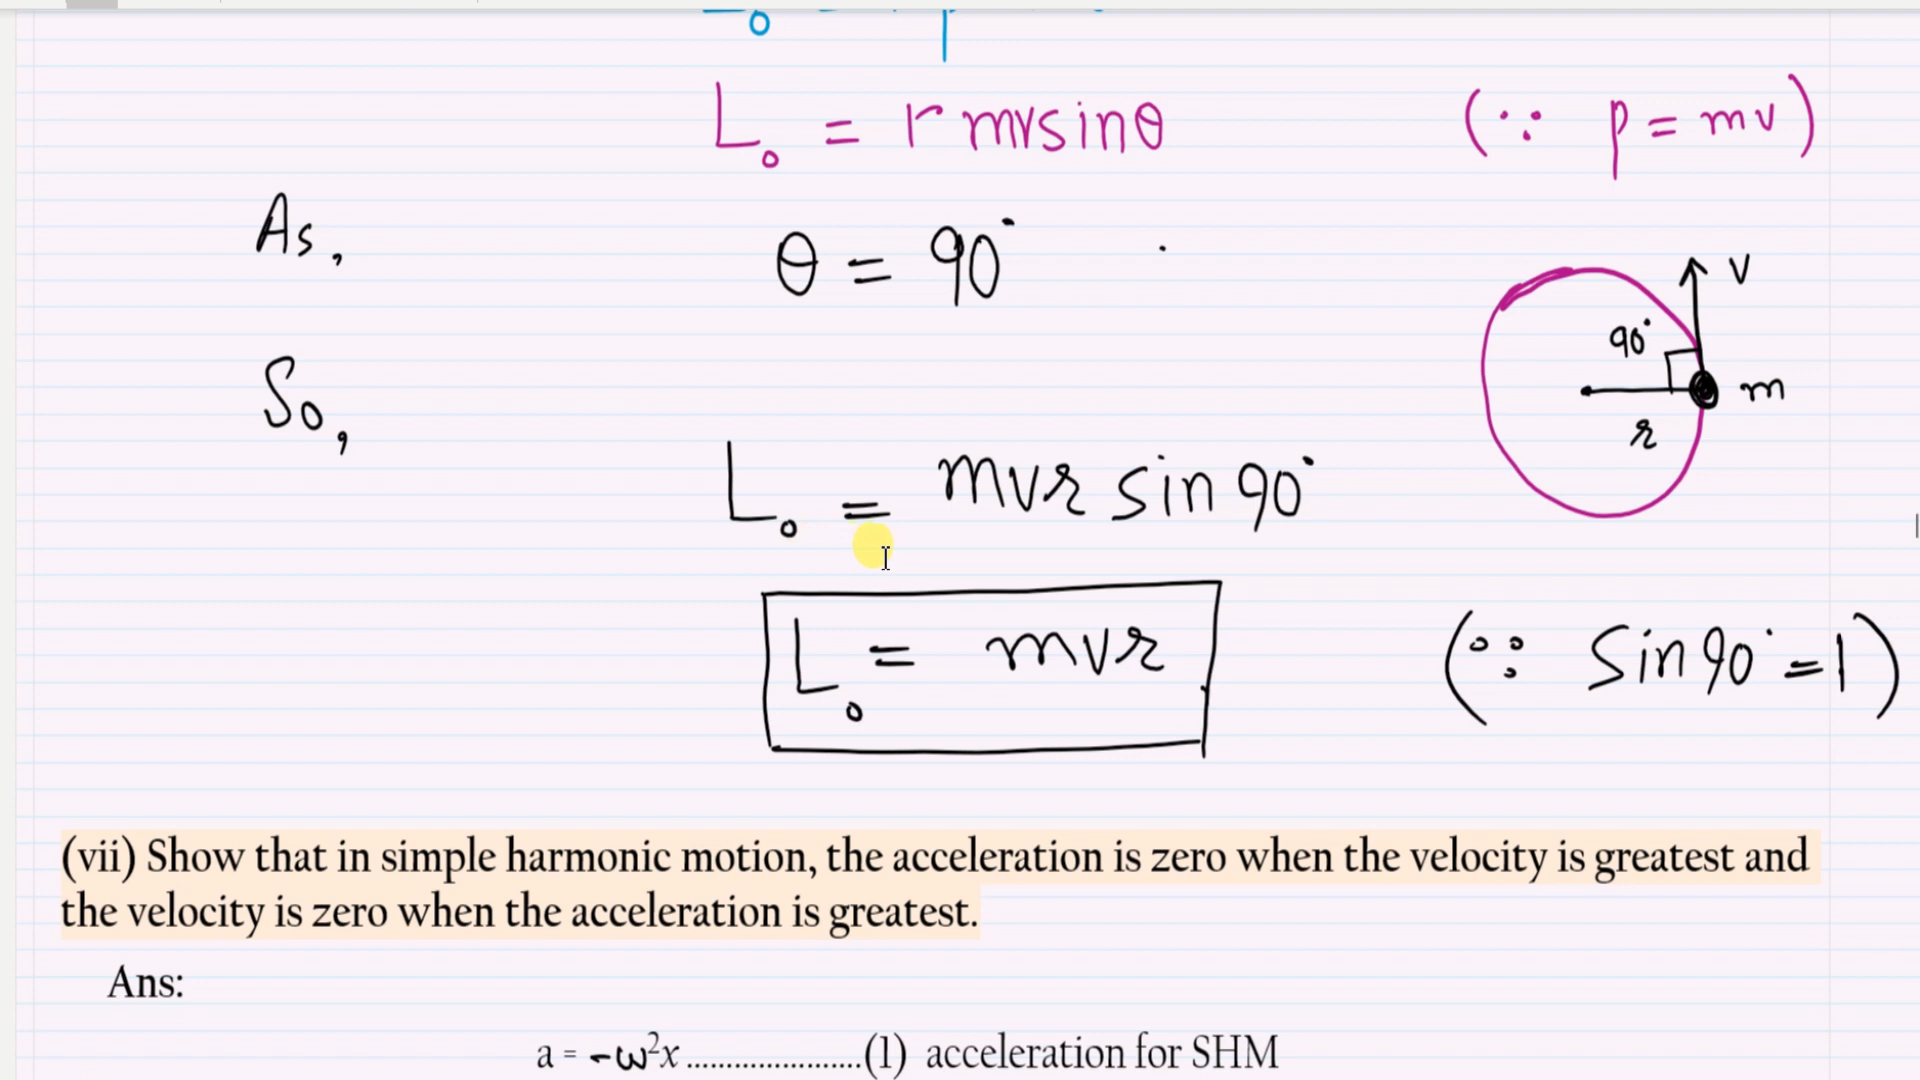 L₀ = r mv sinθ (∵ p = mv)
As, θ = 90°
v
90°
m
r
So,
L₀ = mvr sin 90°
L₀ = mvr (∵ Sin 90° = 1)
(vii) Show that in simple harmonic motion, the acceleration is zero when the velocity is greatest and
the velocity is zero when the acceleration is greatest.
Ans:
a = -ω²x .....................(1) acceleration for SHM